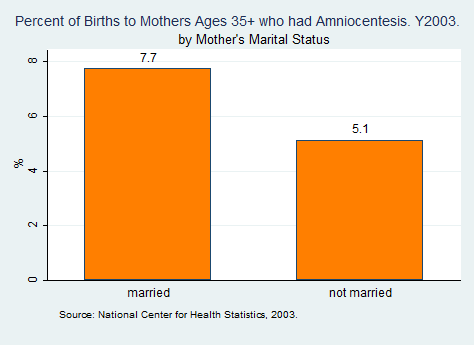 Percent of Births to Mothers Ages 35+ who had Amniocentesis. Y2003.
by Mother's Marital Status
8
6
4
2
0
%
7.7
5.1
married
not married
Source: National Center for Health Statistics, 2003.